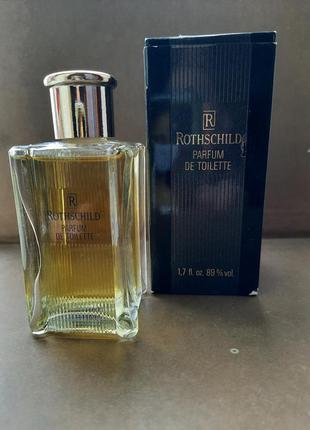 R
ROTHSCHILD
PARFUM
DE TOILETTE
R
ROTHSCHILD
PARFUM
DE TOILETTE
1,7 fl. oz. 89 % vol.